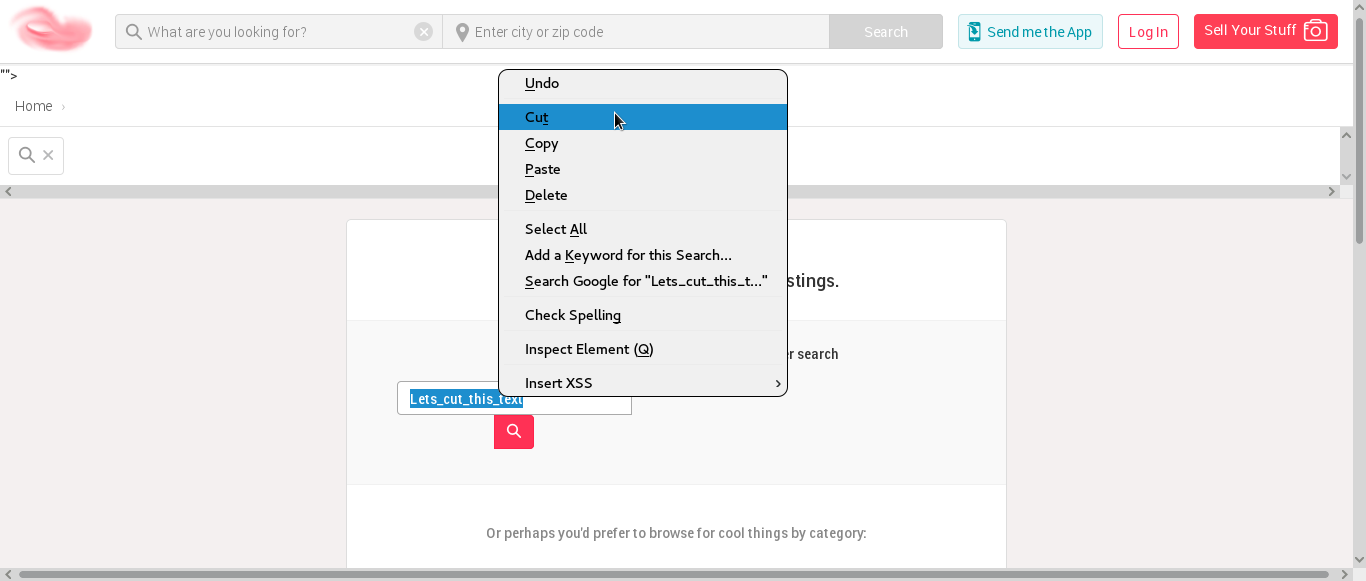 What are you looking for?
Enter city or zip code
Search
Send me the App
Log In
Sell Your Stuff
"">
Home
Undo
Cut
Copy
Paste
Delete
Select All
Add a Keyword for this Search...
Search Google for "Lets_cut_this_t..."
stings.
Check Spelling
Inspect Element (Q)
search
Insert XSS
Lets_cut_this_text
Or perhaps you'd prefer to browse for cool things by category: